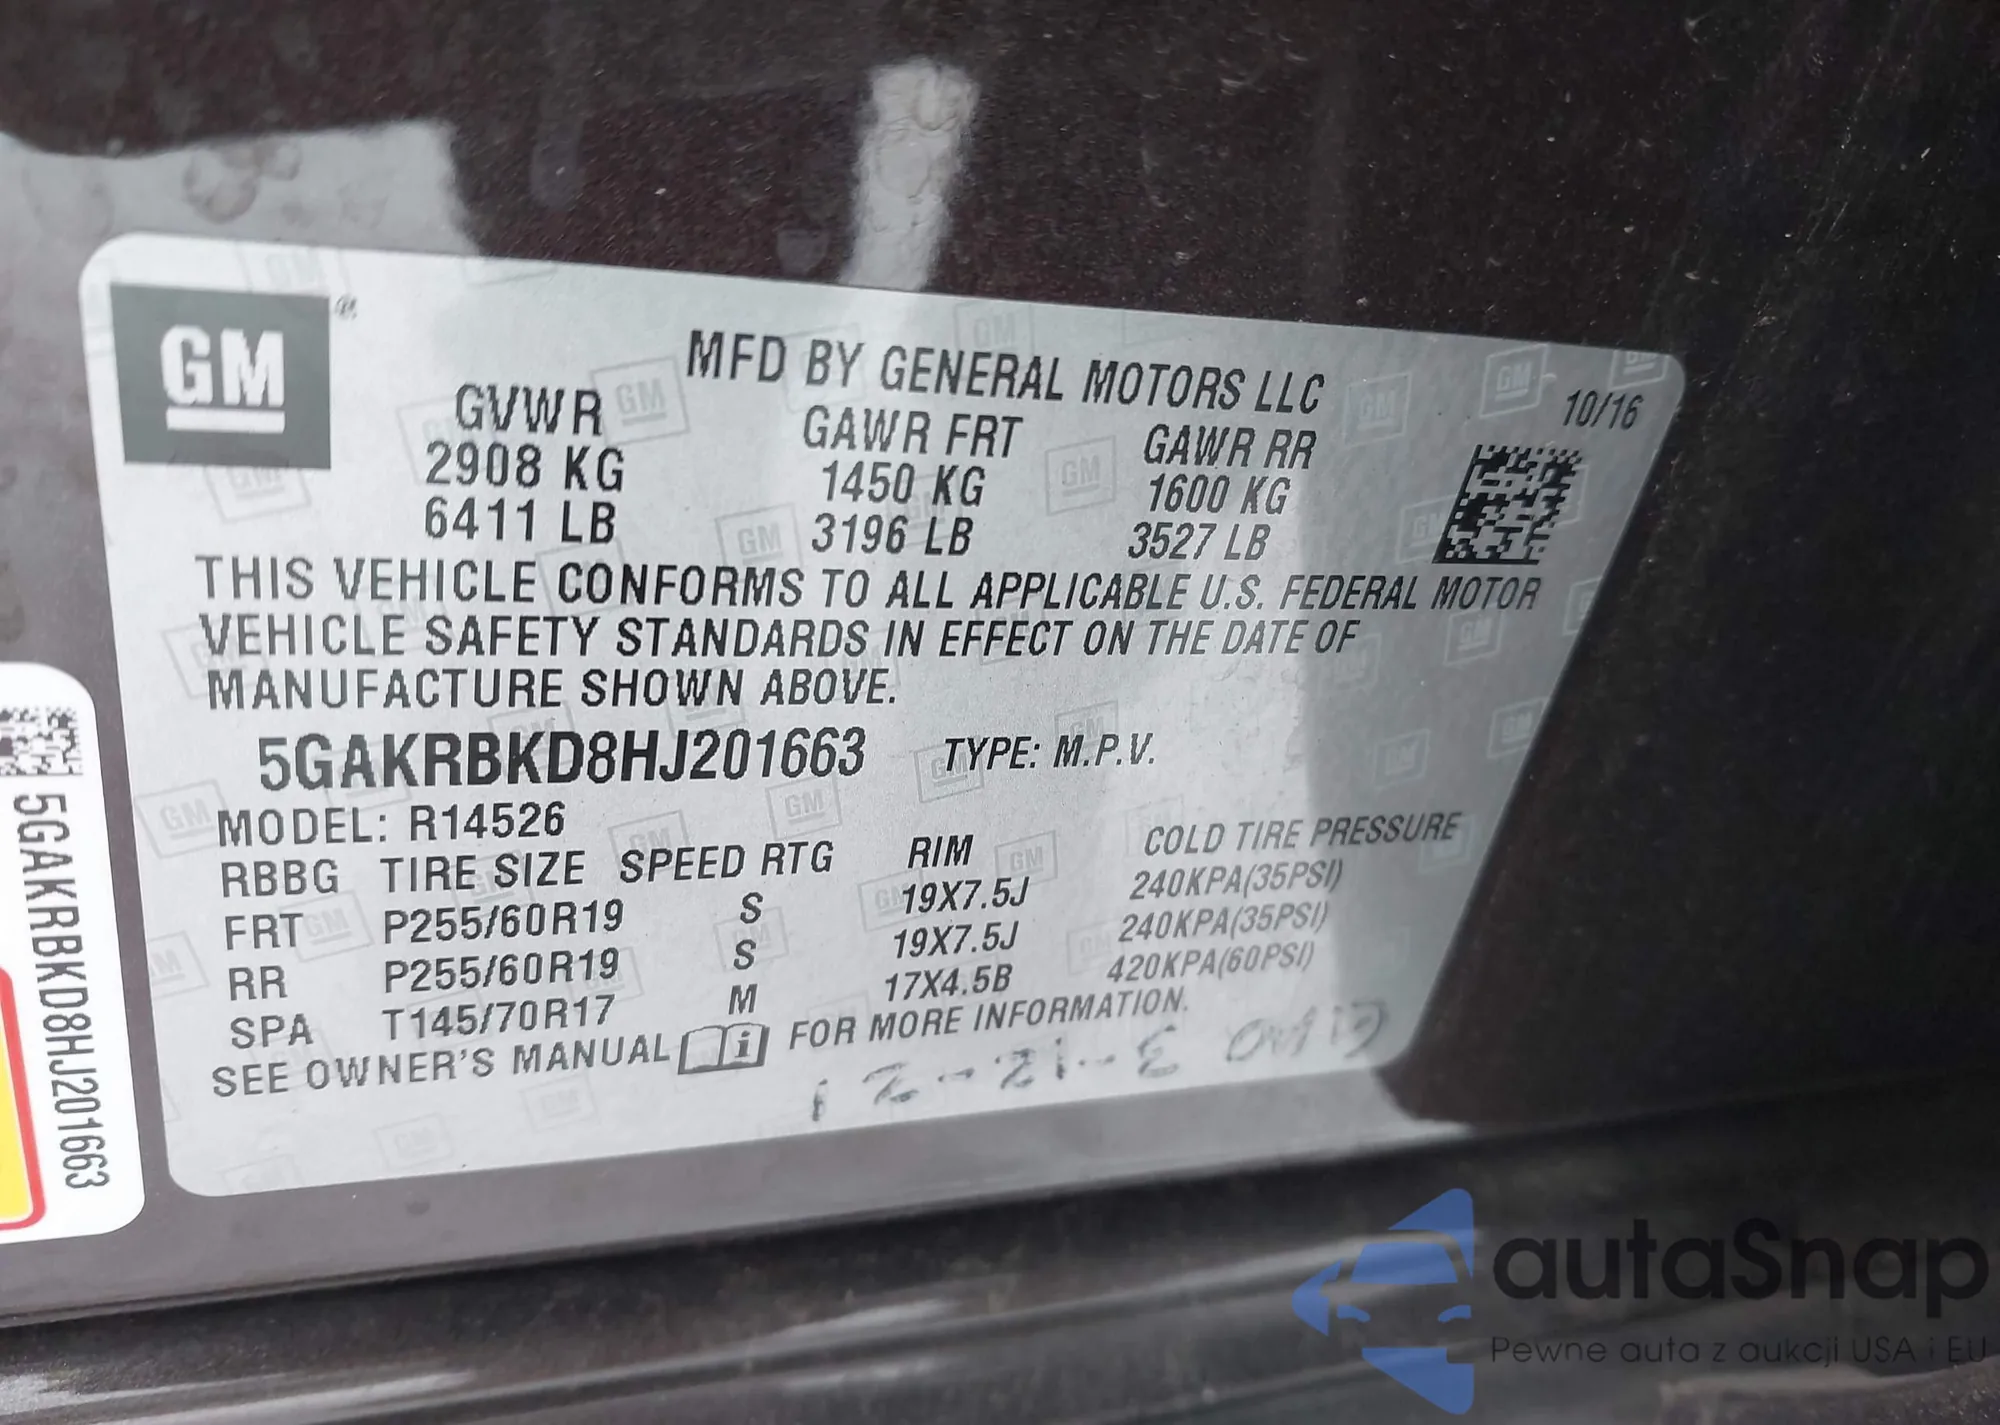 GM
MFD BY GENERAL MOTORS LLC
10/16
GVWR GAWR FRT GAWR RR
2908 KG 1450 KG 1600 KG
6411 LB 3196 LB 3527 LB
THIS VEHICLE CONFORMS TO ALL APPLICABLE U.S. FEDERAL MOTOR
VEHICLE SAFETY STANDARDS IN EFFECT ON THE DATE OF
MANUFACTURE SHOWN ABOVE.
5GAKRBKD8HJ201663 TYPE: M.P.V.
MODEL: R14526
RBBG TIRE SIZE SPEED RTG RIM COLD TIRE PRESSURE
FRT P255/60R19 S 19X7.5J 240KPA(35PSI)
RR P255/60R19 S 19X7.5J 240KPA(35PSI)
SPA T145/70R17 M 17X4.5B 420KPA(60PSI)
SEE OWNER'S MANUAL i FOR MORE INFORMATION.
5GAKRBKD8HJ201663
autaSnap
Pewne auta z aukcji USA i EU